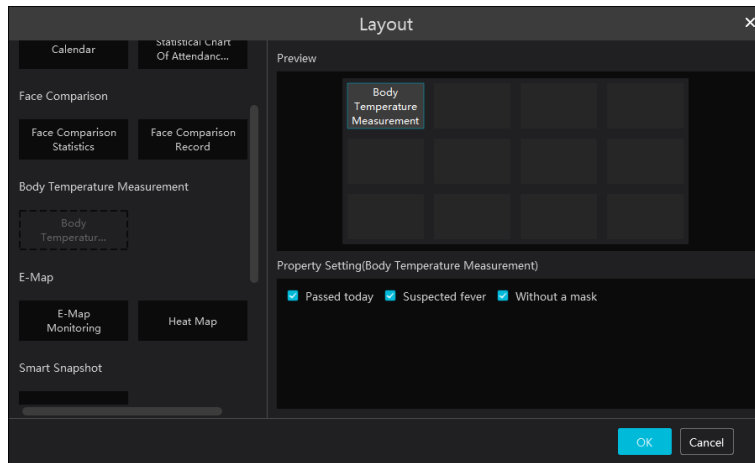 Layout
Calendar
Statistical Chart
Of Attendanc...
Face Comparison
Face Comparison
Statistics
Face Comparison
Record
Body Temperature Measurement
Body
Temperatur...
E-Map
E-Map
Monitoring
Heat Map
Smart Snapshot
Preview
Body
Temperature
Measurement
Property Setting(Body Temperature Measurement)
Passed today
Suspected fever
Without a mask
OK
Cancel